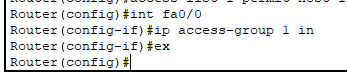 Router(config)#int fa0/0
Router(config-if)#ip access-group 1 in
Router(config-if)#ex
Router(config)#